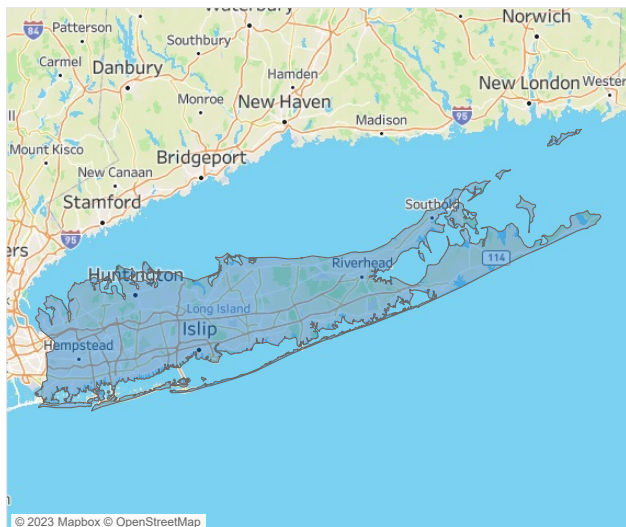 Waterbury
Norwich
84
Patterson
Southbury
Carmel
Danbury
Hamden
New London
Wester
Monroe
New Haven
95
Madison
Mount Kisco
Bridgeport
New Canaan
Stamford
95
Southold
114
Riverhead
Huntington
Long Island
Islip
Hempstead
© 2023 Mapbox © OpenStreetMap